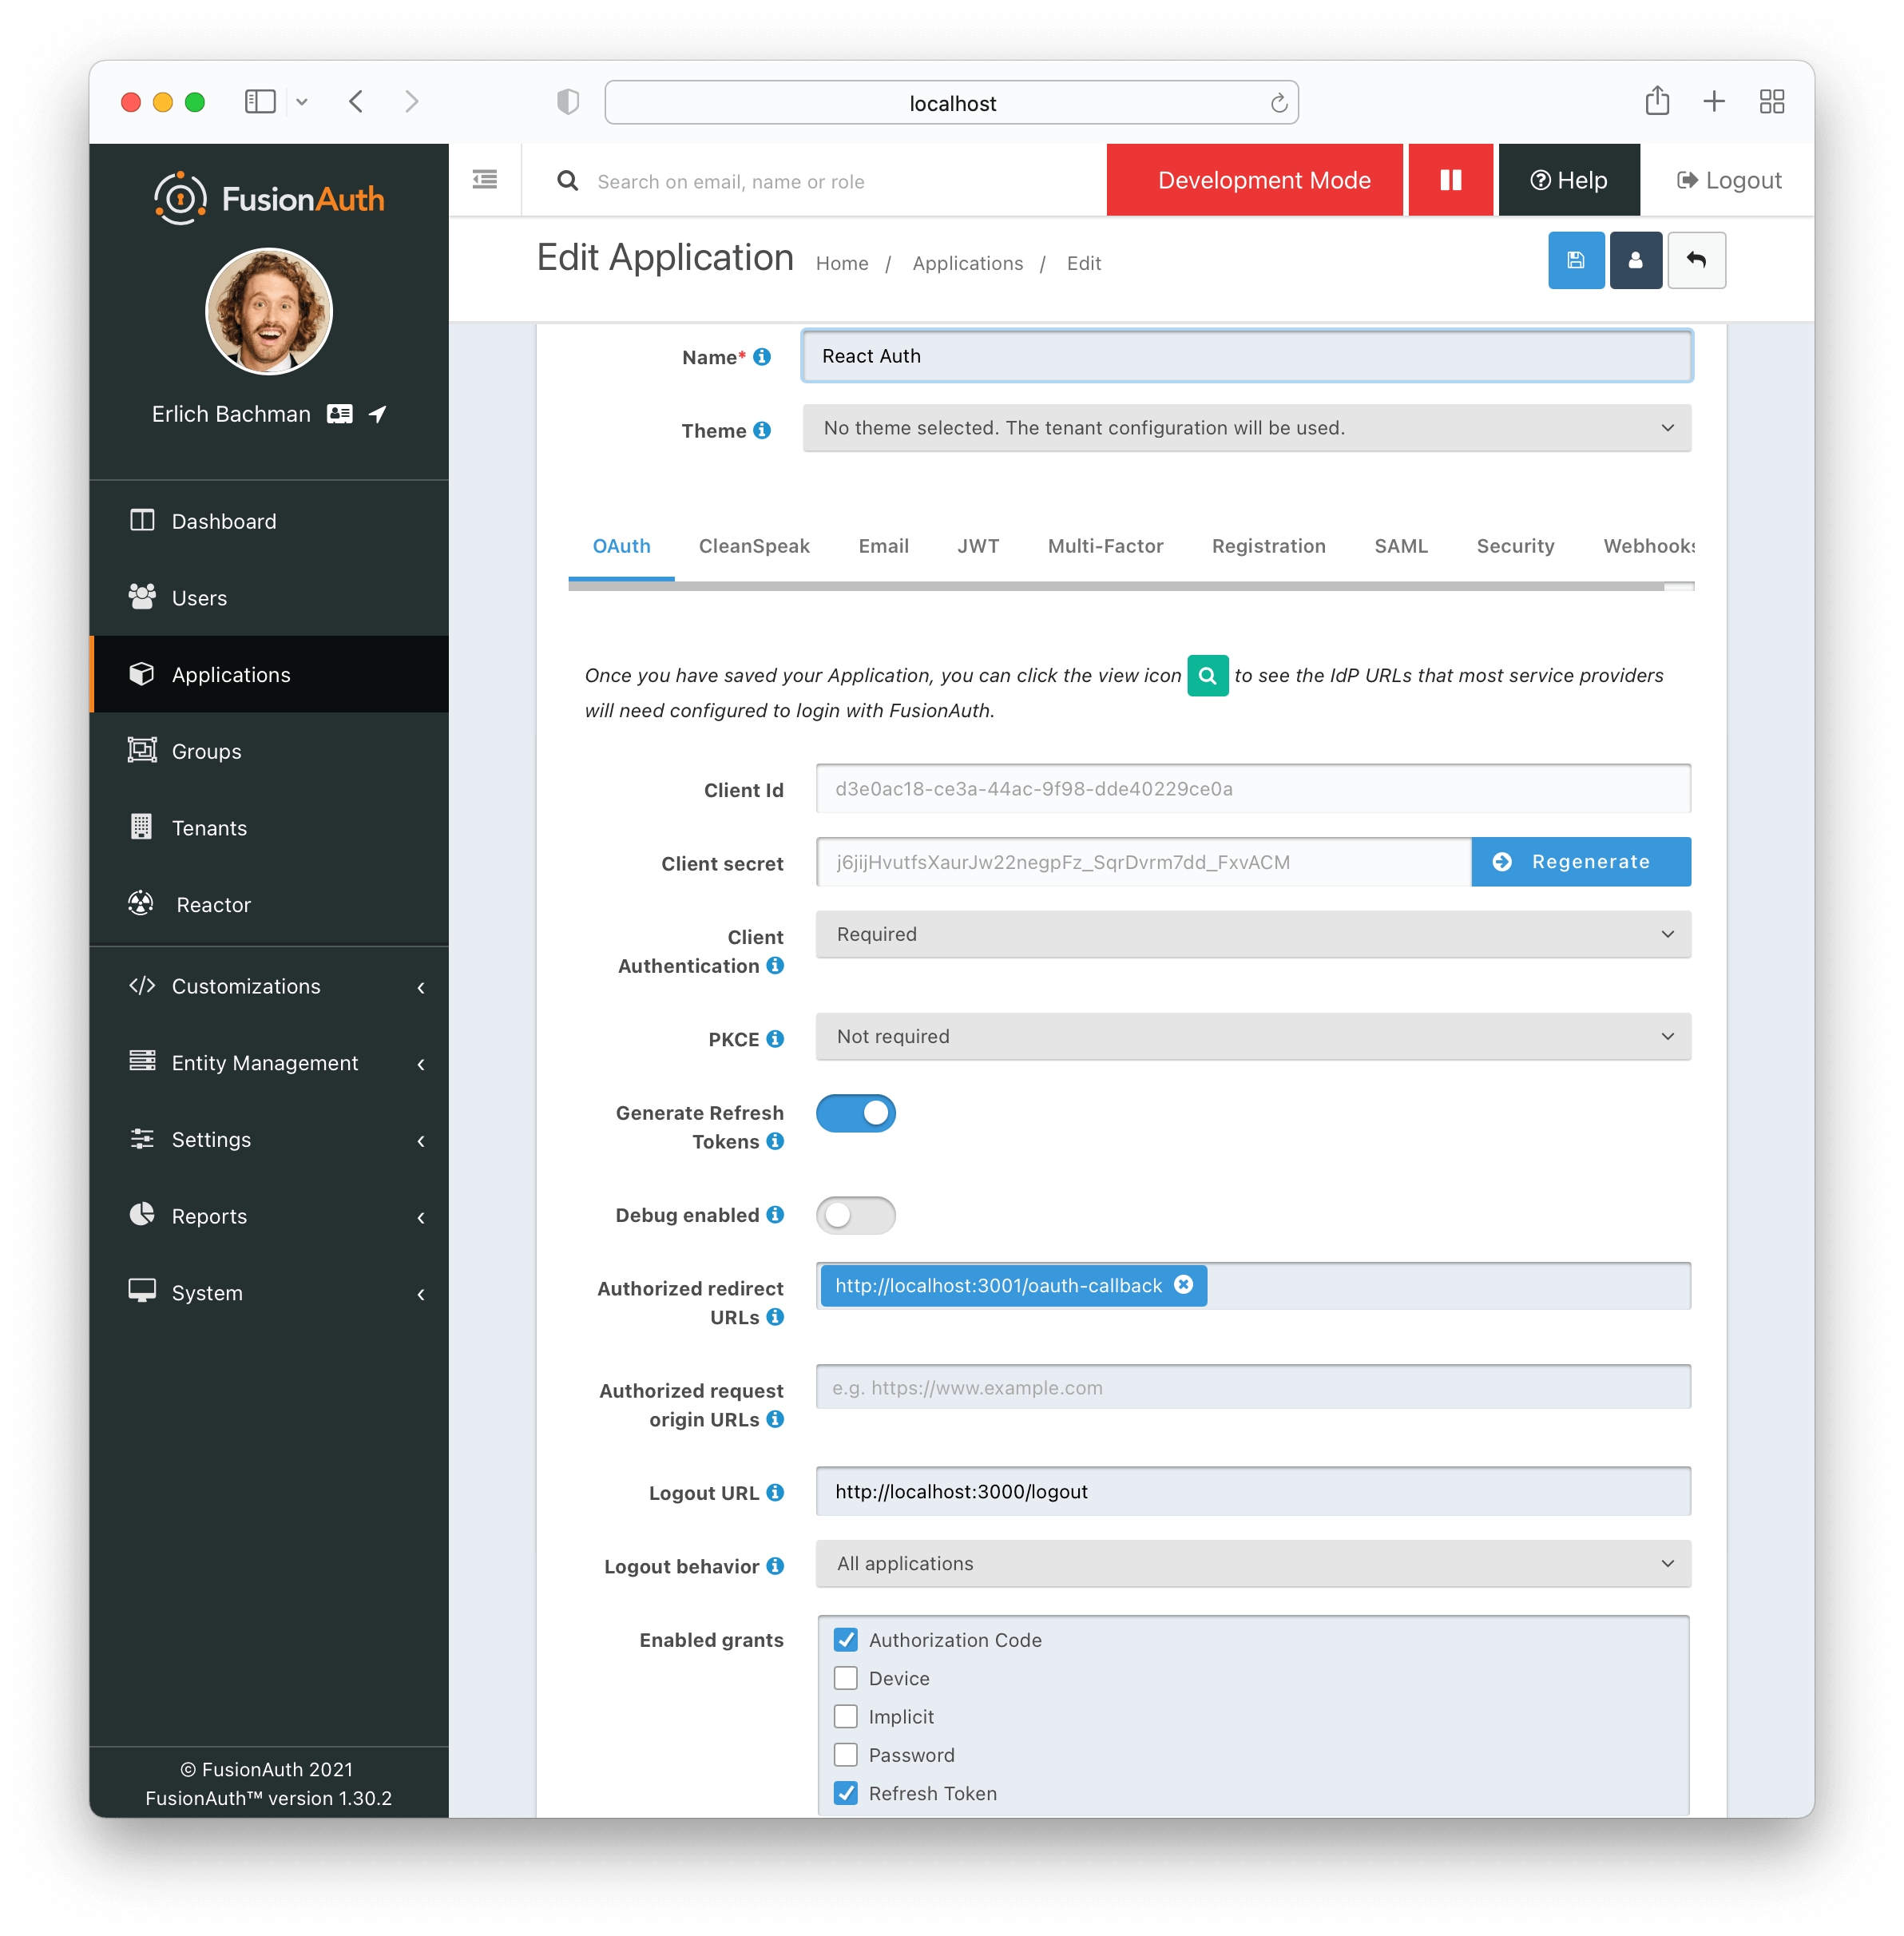 localhost
FusionAuth
Search on email, name or role
Development Mode
Help
Logout
Edit Application
Home / Applications / Edit
Erlich Bachman
Dashboard
Users
Applications
Groups
Tenants
Reactor
Customizations
Entity Management
Settings
Reports
System
© FusionAuth 2021
FusionAuth™ version 1.30.2
Name* React Auth
Theme No theme selected. The tenant configuration will be used.
OAuth CleanSpeak Email JWT Multi-Factor Registration SAML Security Webhooks
Once you have saved your Application, you can click the view icon to see the IdP URLs that most service providers
will need configured to login with FusionAuth.
Client Id d3e0ac18-ce3a-44ac-9f98-dde40229ce0a
Client secret j6jijHvutfsXaurJw22negpFz_SqrDvrm7dd_FxvACM Regenerate
Client
Authentication
Required
PKCE Not required
Generate Refresh
Tokens
Debug enabled
Authorized redirect
URLs
http://localhost:3001/oauth-callback
Authorized request
origin URLs
e.g. https://www.example.com
Logout URL http://localhost:3000/logout
Logout behavior All applications
Enabled grants
Authorization Code
Device
Implicit
Password
Refresh Token